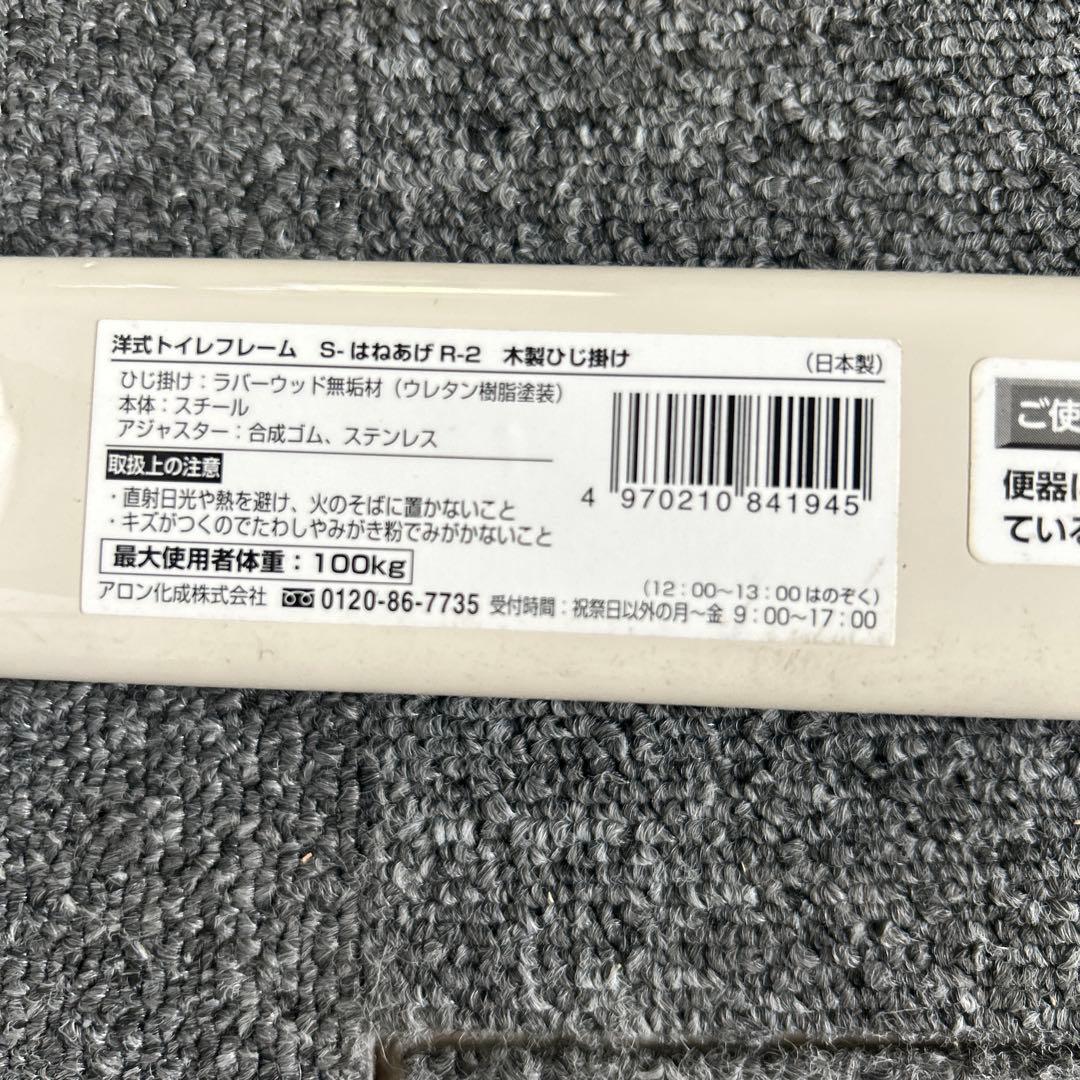 洋式トイレフレーム S-はねあげR-2 木製ひじ掛け (日本製)
ひじ掛け：ラバーウッド無垢材（ウレタン樹脂塗装）
本体：スチール
アジャスター：合成ゴム、ステンレス
取扱上の注意
・直射日光や熱を避け、火のそばに置かないこと
・キズがつくのでたわしやみがき粉でみがかないこと
最大使用者体重：100kg
4 970210 841945
(12：00〜13：00はのぞく)
アロン化成株式会社 0120-86-7735 受付時間：祝祭日以外の月〜金 9：00〜17：00
ご使
便器に
ている